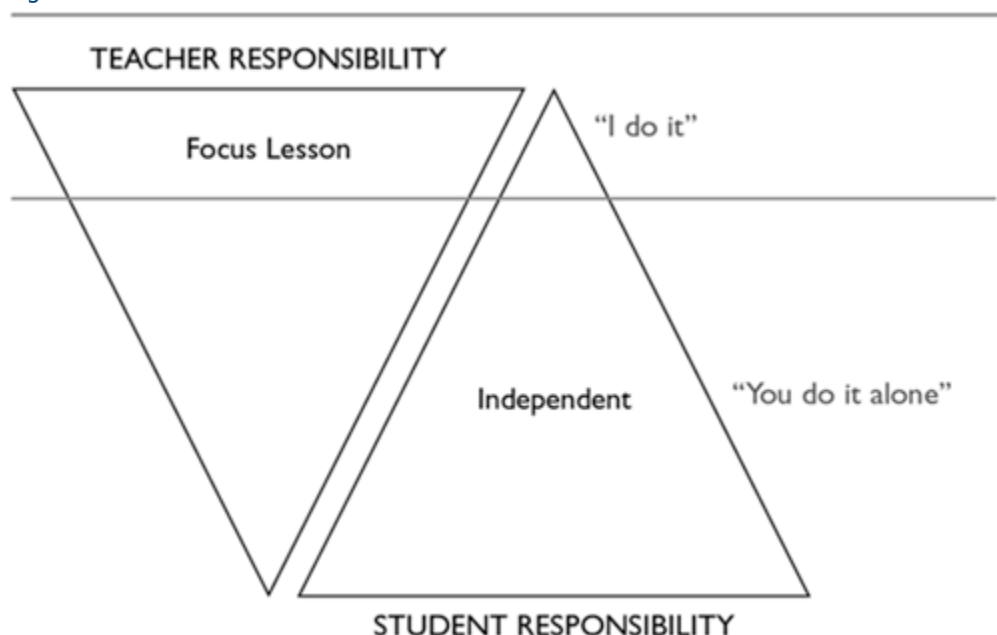 TEACHER RESPONSIBILITY
Focus Lesson
“I do it”
Independent
“You do it alone”
STUDENT RESPONSIBILITY